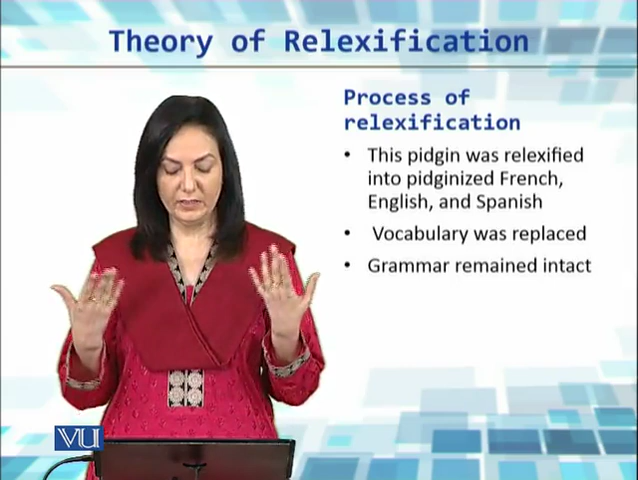 Theory of Relexification
Process of
relexification
• This pidgin was relexified
into pidginized French,
English, and Spanish
• Vocabulary was replaced
• Grammar remained intact
VU